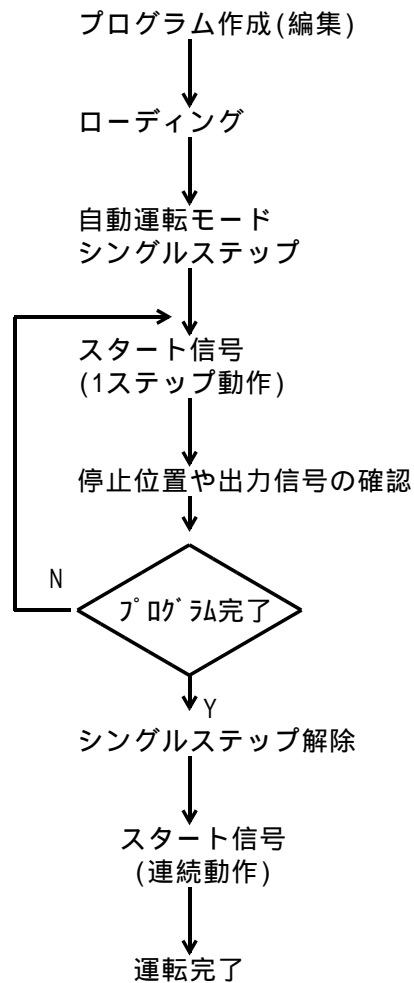 プログラム作成(編集)
ローディング
自動運転モード
シングルステップ
スタート信号
(1ステップ動作)
停止位置や出力信号の確認
N
プログラム完了
Y
シングルステップ解除
スタート信号
(連続動作)
運転完了